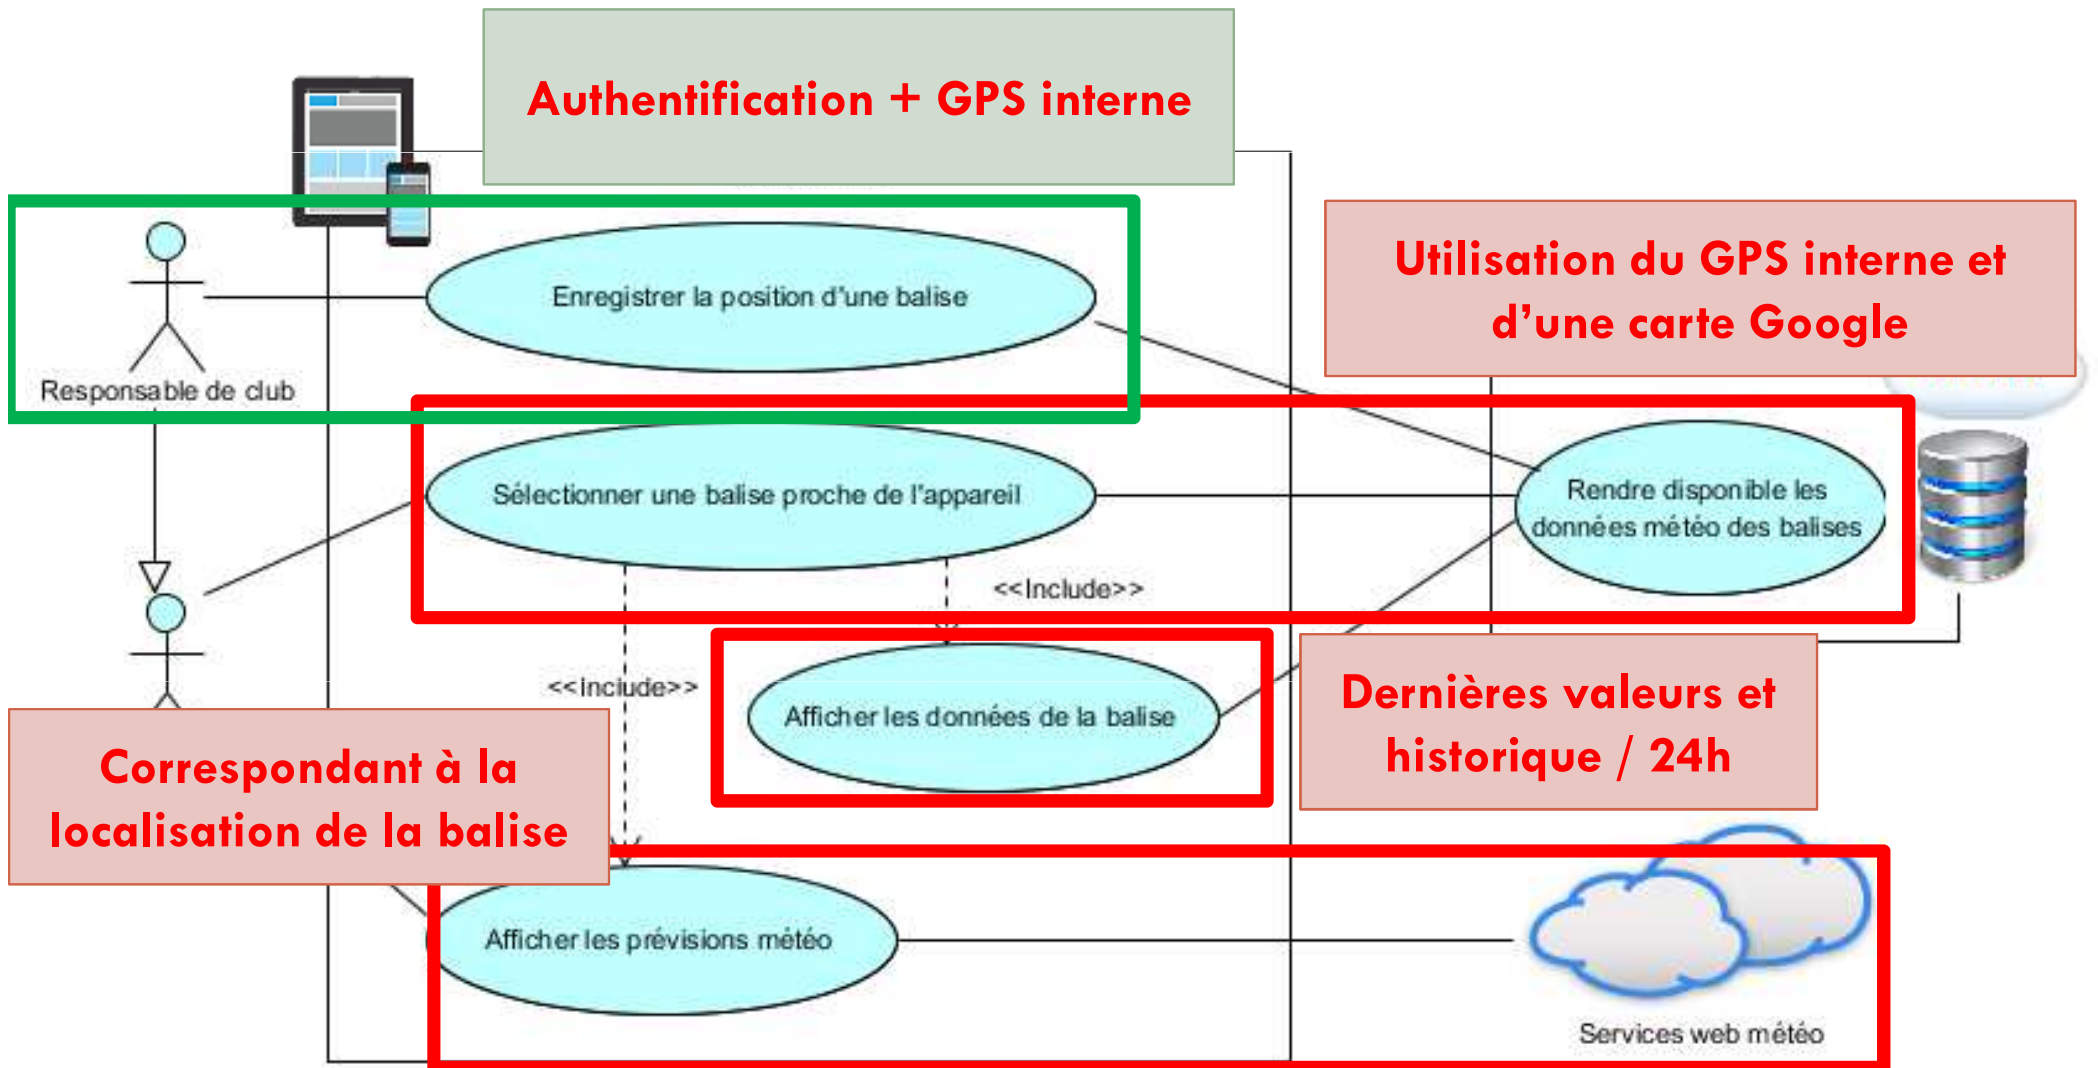 Authentification + GPS interne
Utilisation du GPS interne et
d'une carte Google
Enregistrer la position d'une balise
Responsable de club
Sélectionner une balise proche de l'appareil
Rendre disponible les
données météo des balises
<<Include>>
<<Include>>
Afficher les données de la balise
Dernières valeurs et
historique / 24h
Correspondant à la
localisation de la balise
Afficher les prévisions météo
Services web météo